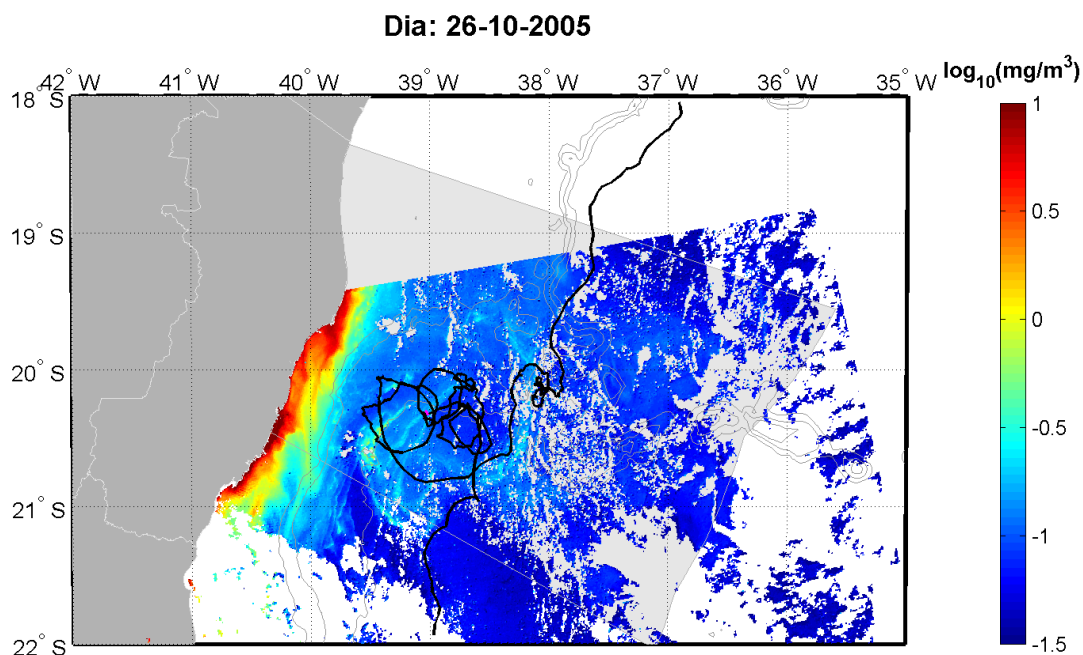 Dia: 26-10-2005
42° W 41° W 40° W 39° W 38° W 37° W 36° W 35° W
log10(mg/m³)
18° S
19° S
20° S
21° S
22° S
1
0.5
0
-0.5
-1
-1.5